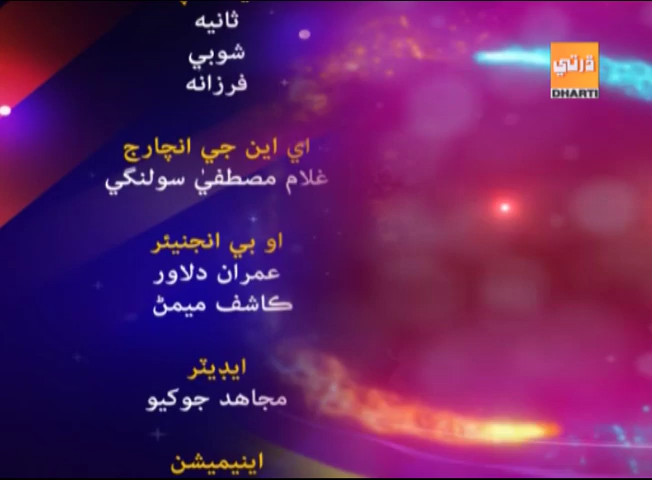 ثانيه
شوبي
فرزانه
ڌرتي
DHARTI
اي اين جي انچارج
غلام مصطفيٰ سولنگي
او بي انجنيئر
عمران دلاور
ڪاشف ميمڻ
ايڊيٽر
مجاهد جوکيو
اينيميشن